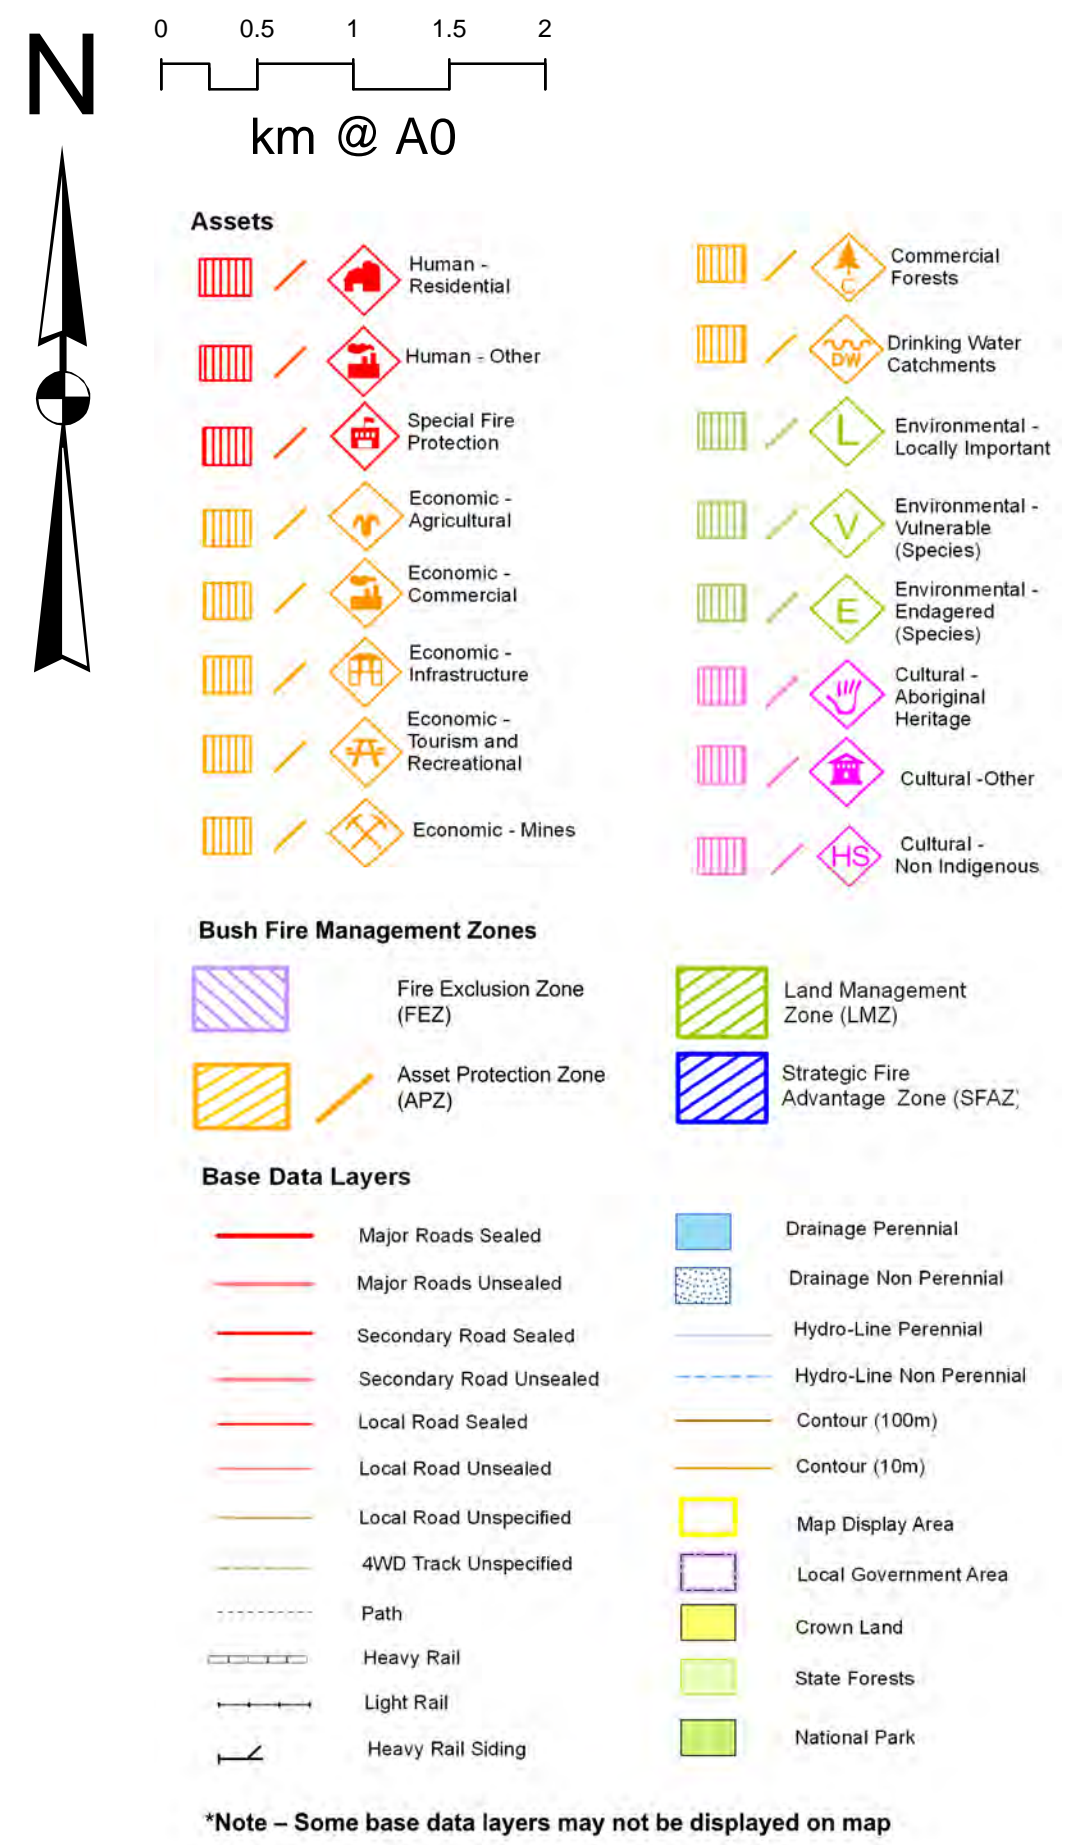 N
0 0.5 1 1.5 2
km @ A0
Assets
Human -
Residential
Human - Other
Special Fire
Protection
Economic -
Agricultural
Economic -
Commercial
Economic -
Infrastructure
Economic -
Tourism and
Recreational
Economic - Mines
C
Commercial
Forests
DW
Drinking Water
Catchments
L
Environmental -
Locally Important
V
Environmental -
Vulnerable
(Species)
E
Environmental -
Endagered
(Species)
Cultural -
Aboriginal
Heritage
Cultural -Other
HS
Cultural -
Non Indigenous
Bush Fire Management Zones
Fire Exclusion Zone
(FEZ)
Asset Protection Zone
(APZ)
Land Management
Zone (LMZ)
Strategic Fire
Advantage Zone (SFAZ)
Base Data Layers
Major Roads Sealed
Major Roads Unsealed
Secondary Road Sealed
Secondary Road Unsealed
Local Road Sealed
Local Road Unsealed
Local Road Unspecified
4WD Track Unspecified
Path
Heavy Rail
Light Rail
Heavy Rail Siding
Drainage Perennial
Drainage Non Perennial
Hydro-Line Perennial
Hydro-Line Non Perennial
Contour (100m)
Contour (10m)
Map Display Area
Local Government Area
Crown Land
State Forests
National Park
*Note – Some base data layers may not be displayed on map